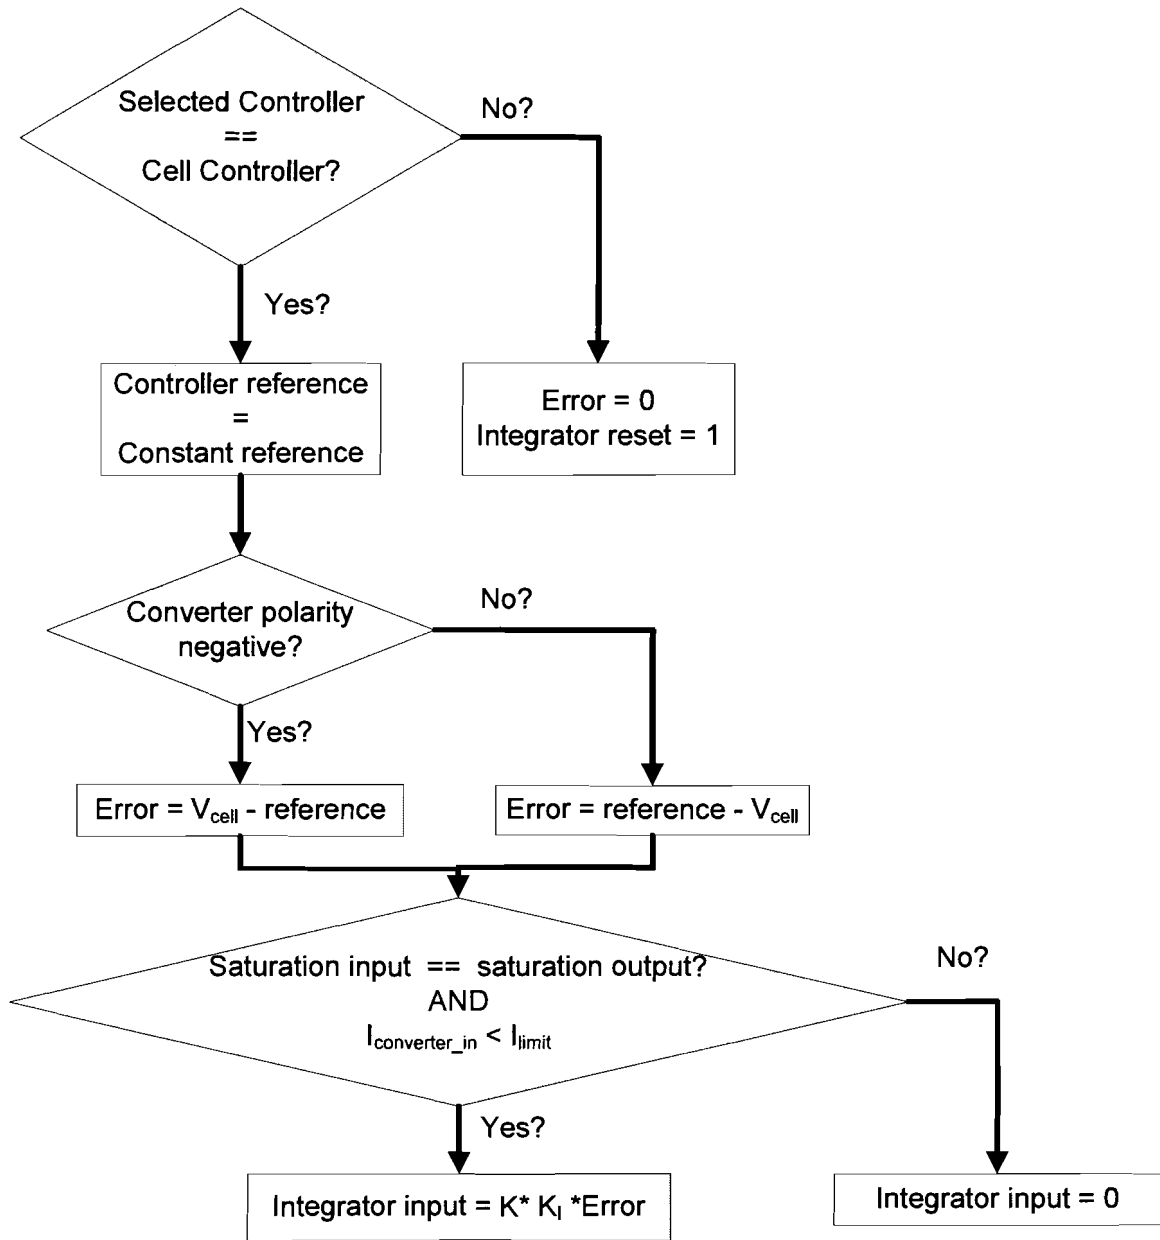 Selected Controller
==
Cell Controller?
No?
Yes?
Controller reference
=
Constant reference
Error = 0
Integrator reset = 1
Converter polarity
negative?
No?
Yes?
Error = Vcell - reference
Error = reference - Vcell
Saturation input == saturation output?
AND
Iconverter_in < Ilimit
No?
Yes?
Integrator input = K* KI *Error
Integrator input = 0